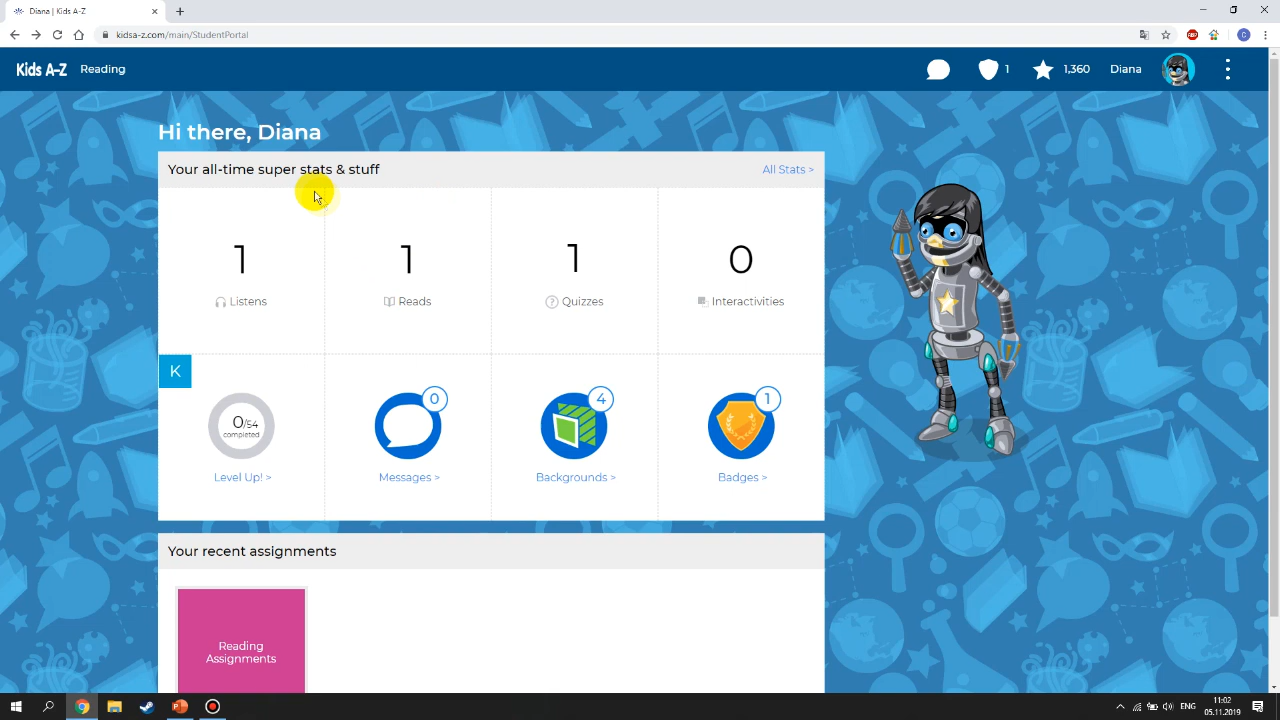 Diana | Kids A-Z
kidsa-z.com/main/StudentPortal
ABP
C
Kids A-Z Reading
1 1,360 Diana
Hi there, Diana
Your all-time super stats & stuff All Stats >
1 1 1 0
Listens Reads ? Quizzes Interactivities
K
0/54
completed
0 4 1
Level Up! > Messages > Backgrounds > Badges >
Your recent assignments
Reading
Assignments
ENG
11:02
05.11.2019